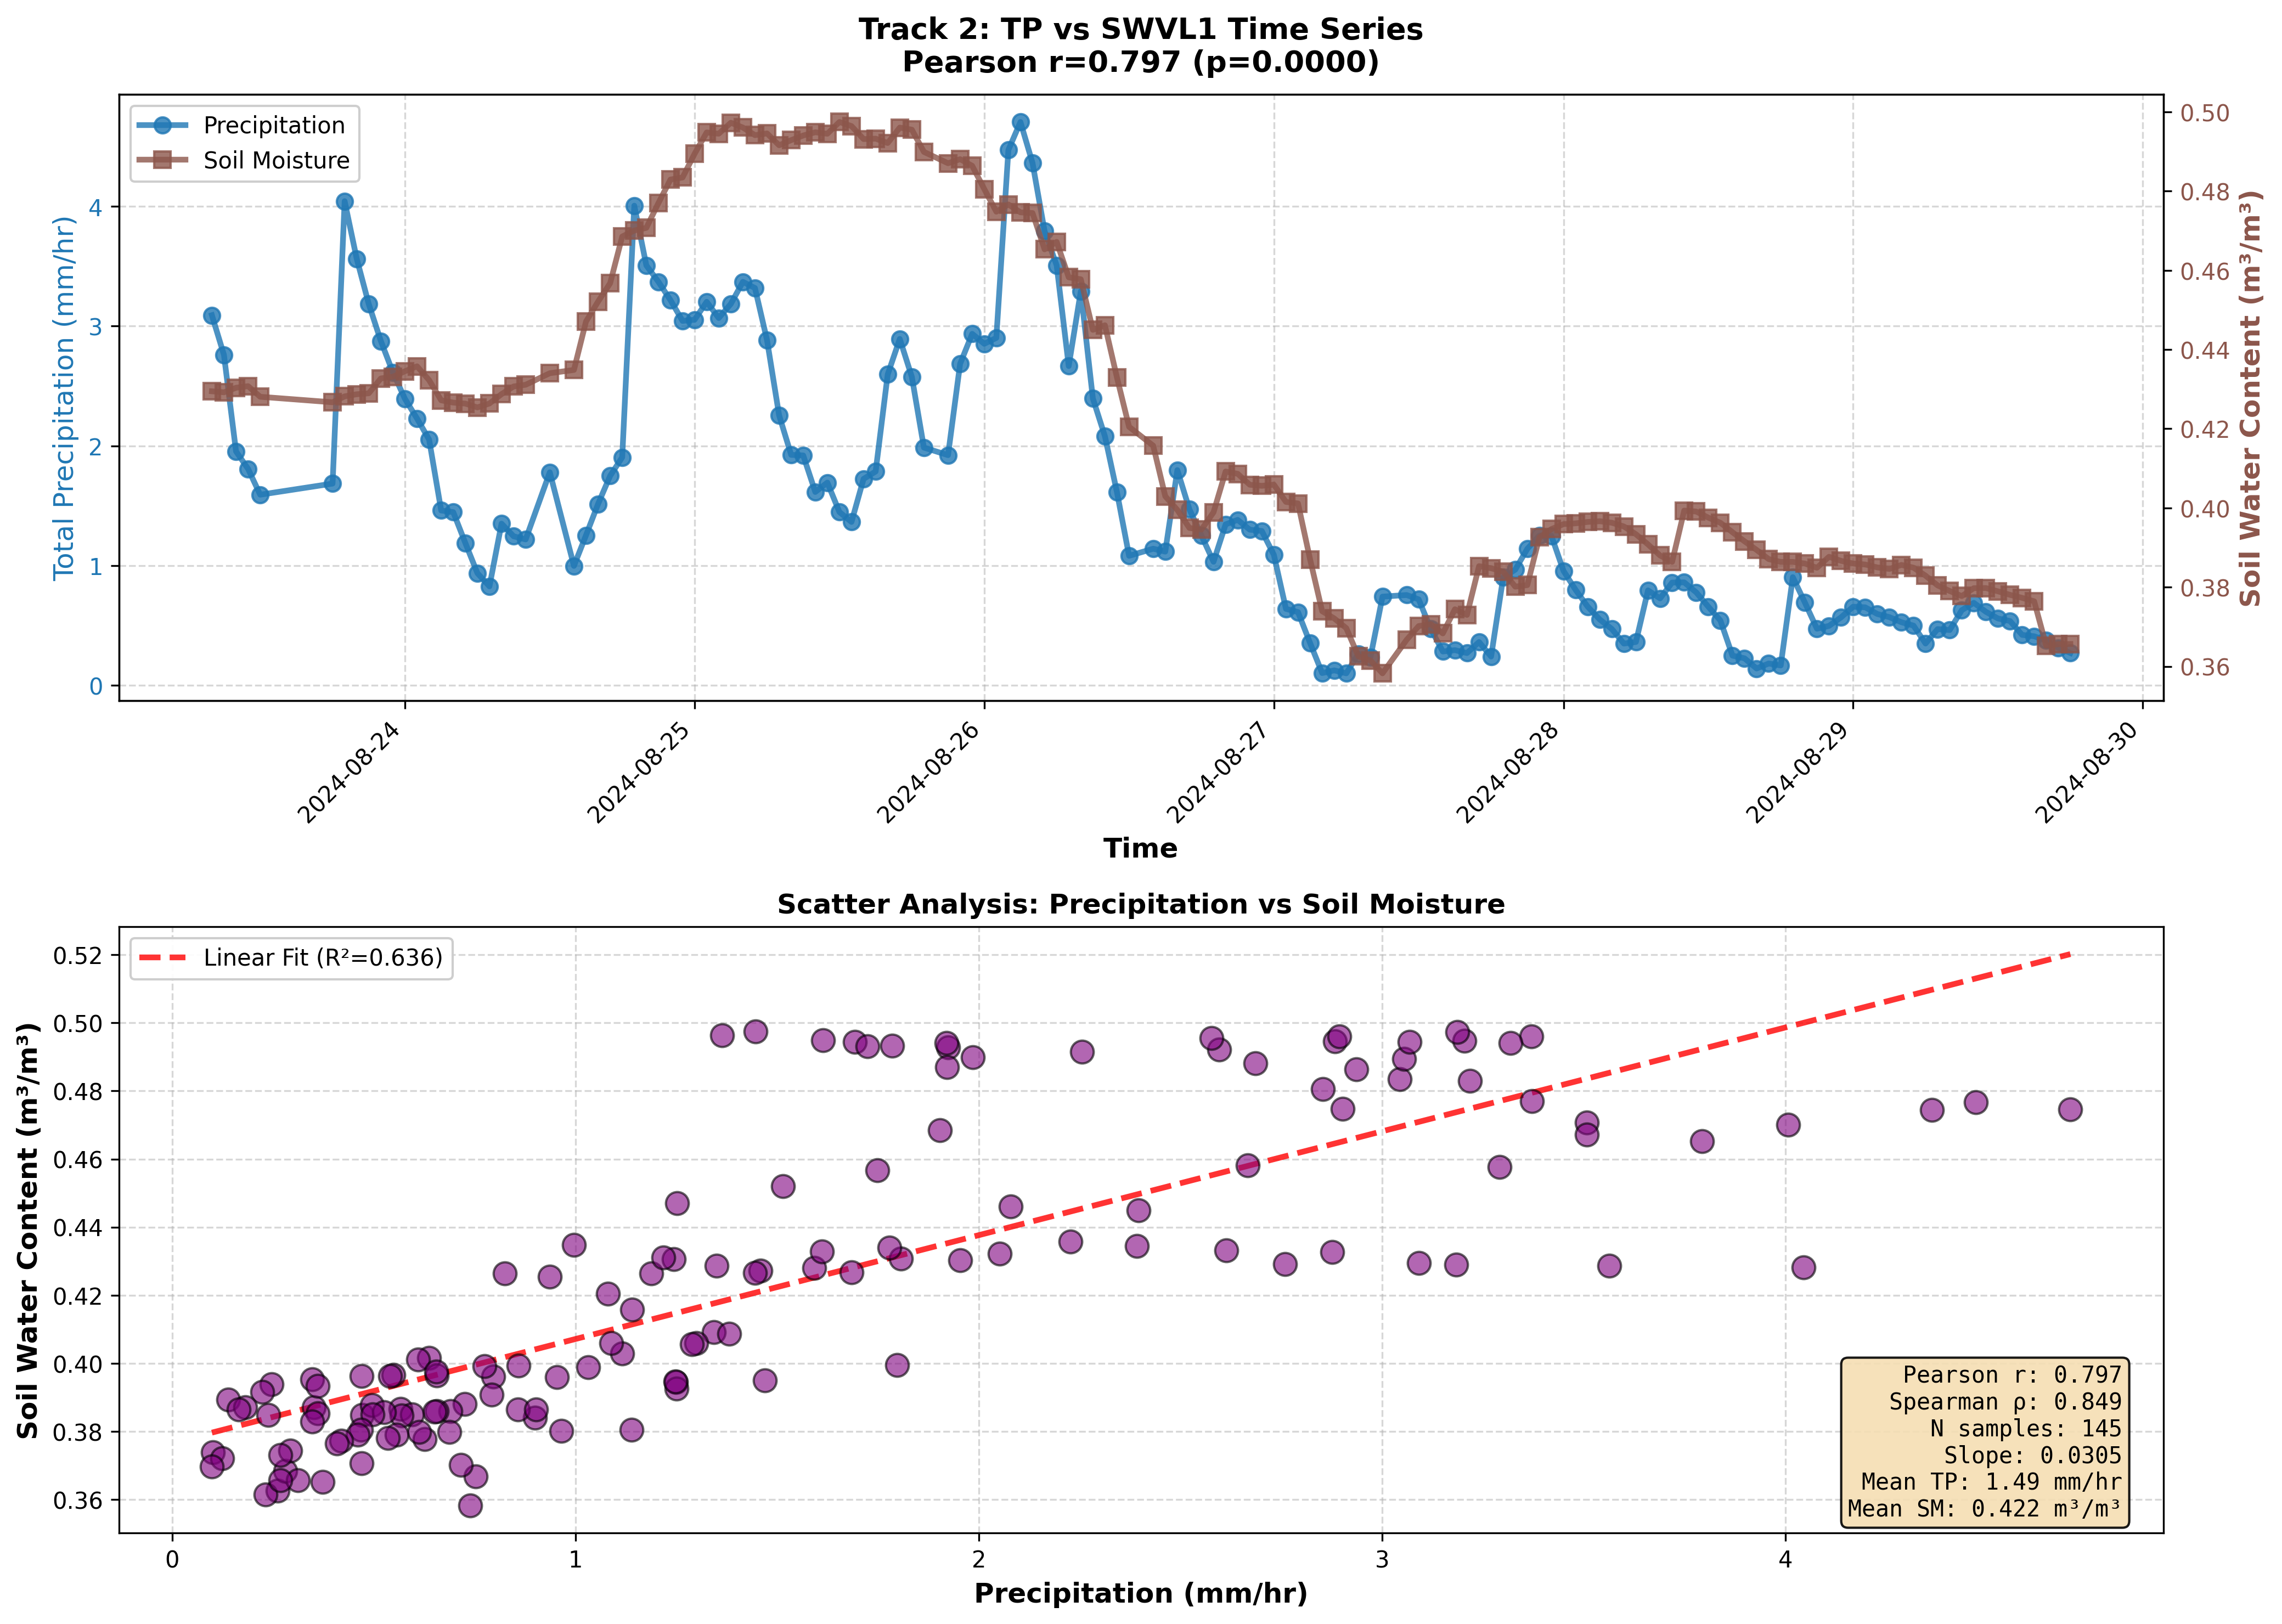 Track 2: TP vs SWVL1 Time Series
Pearson r=0.797 (p=0.0000)
Precipitation
Soil Moisture
Total Precipitation (mm/hr)
4
3
2
1
0
0.50
0.48
0.46
0.44
0.42
0.40
0.38
0.36
Soil Water Content (m³/m³)
2024-08-24
2024-08-25
2024-08-26
2024-08-27
2024-08-28
2024-08-29
2024-08-30
Time
Scatter Analysis: Precipitation vs Soil Moisture
Linear Fit (R²=0.636)
Soil Water Content (m³/m³)
0.52
0.50
0.48
0.46
0.44
0.42
0.40
0.38
0.36
Pearson r: 0.797
Spearman ρ: 0.849
N samples: 145
Slope: 0.0305
Mean TP: 1.49 mm/hr
Mean SM: 0.422 m³/m³
0
1
2
3
4
Precipitation (mm/hr)